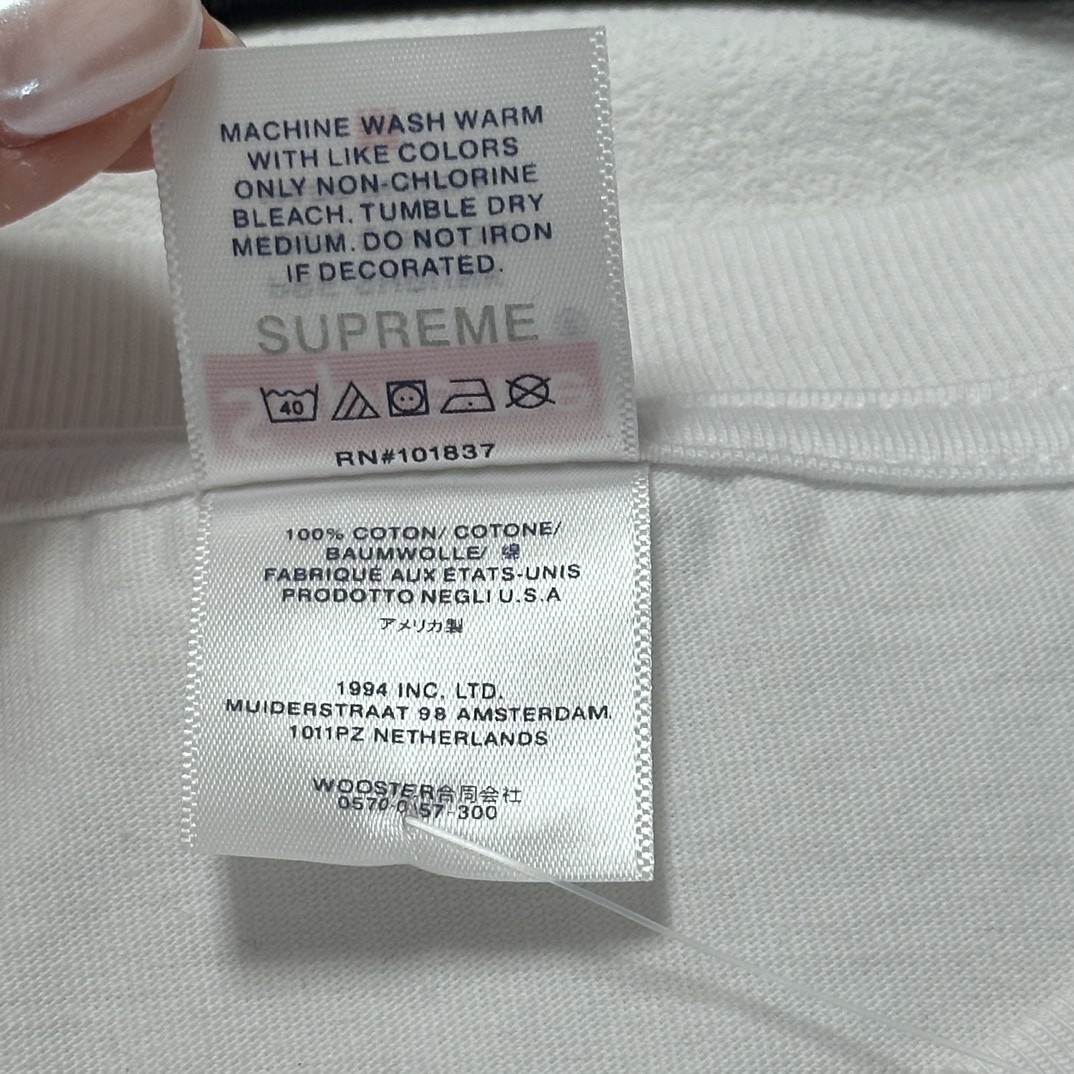 MACHINE WASH WARM
WITH LIKE COLORS
ONLY NON-CHLORINE
BLEACH. TUMBLE DRY
MEDIUM. DO NOT IRON
IF DECORATED.
SUPREME
40
RN#101837
100% COTON/ COTONE/
BAUMWOLLE/ 綿
FABRIQUE AUX ÉTATS-UNIS
PRODOTTO NEGLI U.S.A
アメリカ製
1994 INC. LTD.
MUIDERSTRAAT 98 AMSTERDAM.
1011PZ NETHERLANDS
WOOSTER合同会社